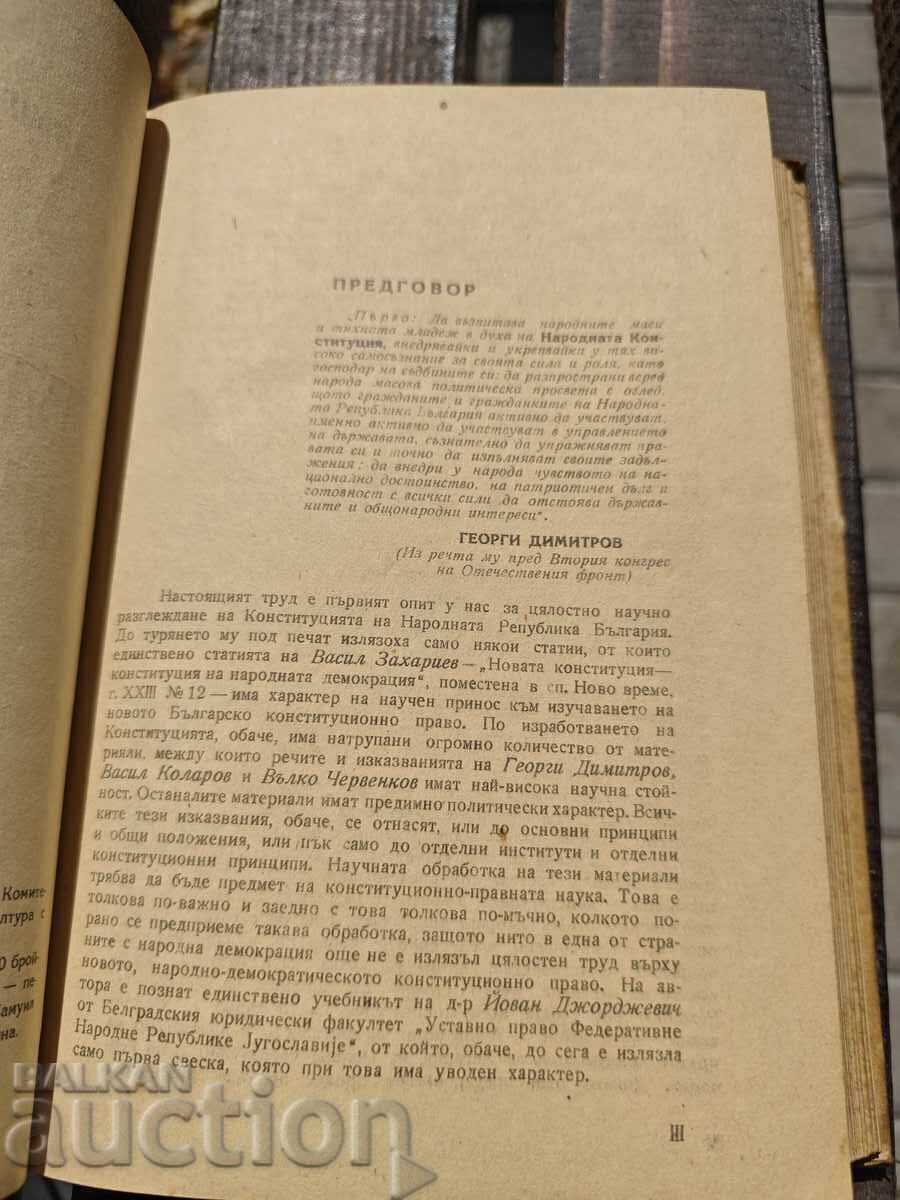 ПРЕДГОВОР
„Първо: Да възпитава народните маси
и тяхната младеж в духа на Народната Кон-
ституция, внедрявайки и укрепвайки у тях ви-
соко самосъзнание за своята сила и роля, като
господар на съдбините си; да разпространи всред
народа масова политическа просвета с оглед,
щото гражданите и гражданките на Народна-
та Република България активно да участвуват,
именно активно да участвуват в управлението
на държавата, съзнателно да упражняват пра-
вата си и точно да изпълняват своите задъл-
жения; да внедри у народа чувството на на-
ционално достоинство, на патриотичен дълг и
готовност с всички сили да отстоява държав-
ните и общонародни интереси“.
ГЕОРГИ ДИМИТРОВ
(Из речта му пред Втория конгрес
на Отечествения фронт)
Настоящият труд е първият опит у нас за цялостно научно
разглеждане на Конституцията на Народната Република България.
До турянето му под печат излязоха само някои статии, от които
единствено статията на Васил Захариев — „Новата конституция—
конституция на народната демокрация“, поместена в сп. Ново време,
г. XXIII № 12 — има характер на научен принос към изучаването на
новото Българско конституционно право. По изработването на
Конституцията, обаче, има натрупани огромно количество от мате-
рияли, между които речите и изказванията на Георги Димитров,
Васил Коларов и Вълко Червенков имат най-висока научна стой-
ност. Останалите материали имат предимно политически характер. Всич-
ките тези изказвания, обаче, се отнасят, или до основни принципи
и общи положения, или пък само до отделни институти и отделни
конституционни принципи. Научната обработка на тези материали
трябва да бъде предмет на конституционно-правната наука. Това е
толкова по-важно и заедно с това толкова по-мъчно, колкото по-
рано се предприеме такава обработка, защото нито в една от стра-
ните с народна демокрация още не е излязъл цялостен труд върху
новото, народно-демократическото конституционно право. На ав-
тора е познат единствено учебникът на д-р Йован Джорджевич
от Белградския юридически факултет „Уставно право Федеративне
Народне Републике Југославије“, от който, обаче, до сега е излязла
само първа свеска, която при това има уводен характер.
III
Комите-
лтура с
0 брой-
— пе-
Самуил
на.
BALKAN
auction